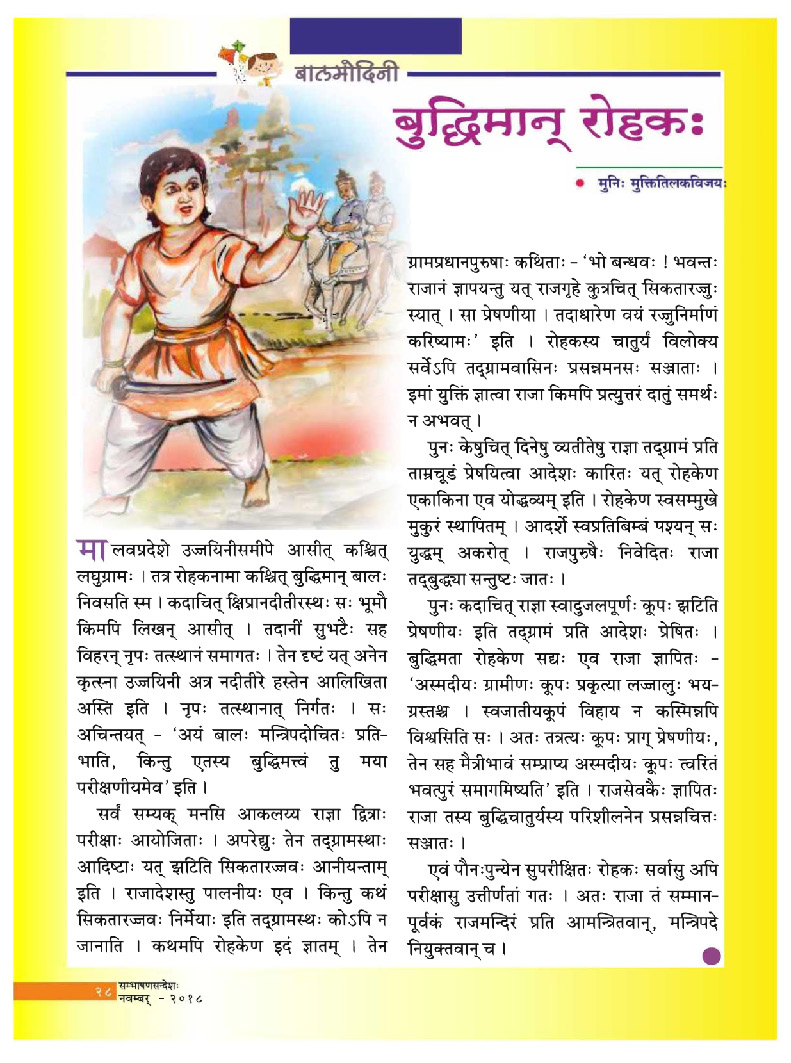 बालमोदिनी
बुद्धिमान् रोहकः
• मुनिः मुक्तितिलकविजयः
मालवप्रदेशे उज्जयिनीसमीपे आसीत् कश्चित्
लघुग्रामः । तत्र रोहकनामा कश्चित् बुद्धिमान् बालः
निवसति स्म । कदाचित् क्षिप्रानदीतीरस्थः सः भूमौ
किमपि लिखन् आसीत् । तदानीं सुभटैः सह
विहरन् नृपः तत्स्थानं समागतः । तेन दृष्टं यत् अनेन
कृत्स्ना उज्जयिनी अत्र नदीतीरे हस्तेन आलिखिता
अस्ति इति । नृपः तत्स्थानात् निर्गतः । सः
अचिन्तयत् - ‘अयं बालः मन्त्रिपदोचितः प्रति-
भाति, किन्तु एतस्य बुद्धिमत्त्वं तु मया
परीक्षणीयमेव’ इति ।
सर्वं सम्यक् मनसि आकलय्य राज्ञा द्वित्राः
परीक्षाः आयोजिताः । अपरेद्युः तेन तद्ग्रामस्थाः
आदिष्टाः यत् झटिति सिकतारज्जवः आनीयन्ताम्
इति । राजादेशस्तु पालनीयः एव । किन्तु कथं
सिकतारज्जवः निर्मेयाः इति तद्ग्रामस्थः कोऽपि न
जानाति । कथमपि रोहकेण इदं ज्ञातम् । तेन
ग्रामप्रधानपुरुषाः कथिताः - ‘भो बन्धवः ! भवन्तः
राजानं ज्ञापयन्तु यत् राजगृहे कुत्रचित् सिकतारज्जुः
स्यात् । सा प्रेषणीया । तदाधारेण वयं रज्जुनिर्माणं
करिष्यामः’ इति । रोहकस्य चातुर्यं विलोक्य
सर्वेऽपि तद्ग्रामवासिनः प्रसन्नमनसः सञ्जाताः ।
इमां युक्तिं ज्ञात्वा राजा किमपि प्रत्युत्तरं दातुं समर्थः
न अभवत् ।
पुनः केषुचित् दिनेषु व्यतीतेषु राज्ञा तद्ग्रामं प्रति
ताम्रचूडं प्रेषयित्वा आदेशः कारितः यत् रोहकेण
एकाकिना एव योद्धव्यम् इति । रोहकेण स्वसम्मुखे
मुकुरं स्थापितम् । आदर्शे स्वप्रतिबिम्बं पश्यन् सः
युद्धम् अकरोत् । राजपुरुषैः निवेदितः राजा
तद्बुद्ध्या सन्तुष्टः जातः ।
पुनः कदाचित् राज्ञा स्वादुजलपूर्णः कूपः झटिति
प्रेषणीयः इति तद्ग्रामं प्रति आदेशः प्रेषितः ।
बुद्धिमता रोहकेण सद्यः एव राजा ज्ञापितः -
‘अस्मदीयः ग्रामीणः कूपः प्रकृत्या लज्जालुः भय-
ग्रस्तश्च । स्वजातीयकूपं विहाय न कस्मिन्नपि
विश्वसिति सः । अतः तत्रत्यः कूपः प्राग् प्रेषणीयः,
तेन सह मैत्रीभावं सम्प्राप्य अस्मदीयः कूपः त्वरितं
भवत्पुरं समागमिष्यति’ इति । राजसेवकैः ज्ञापितः
राजा तस्य बुद्धिचातुर्यस्य परिशीलनेन प्रसन्नचित्तः
सञ्जातः ।
एवं पौनःपुन्येन सुपरीक्षितः रोहकः सर्वासु अपि
परीक्षासु उत्तीर्णतां गतः । अतः राजा तं सम्मान-
पूर्वकं राजमन्दिरं प्रति आमन्त्रितवान्, मन्त्रिपदे
नियुक्तवान् च ।
२८
सम्भाषणसन्देशः
नवम्बर् - २०१८